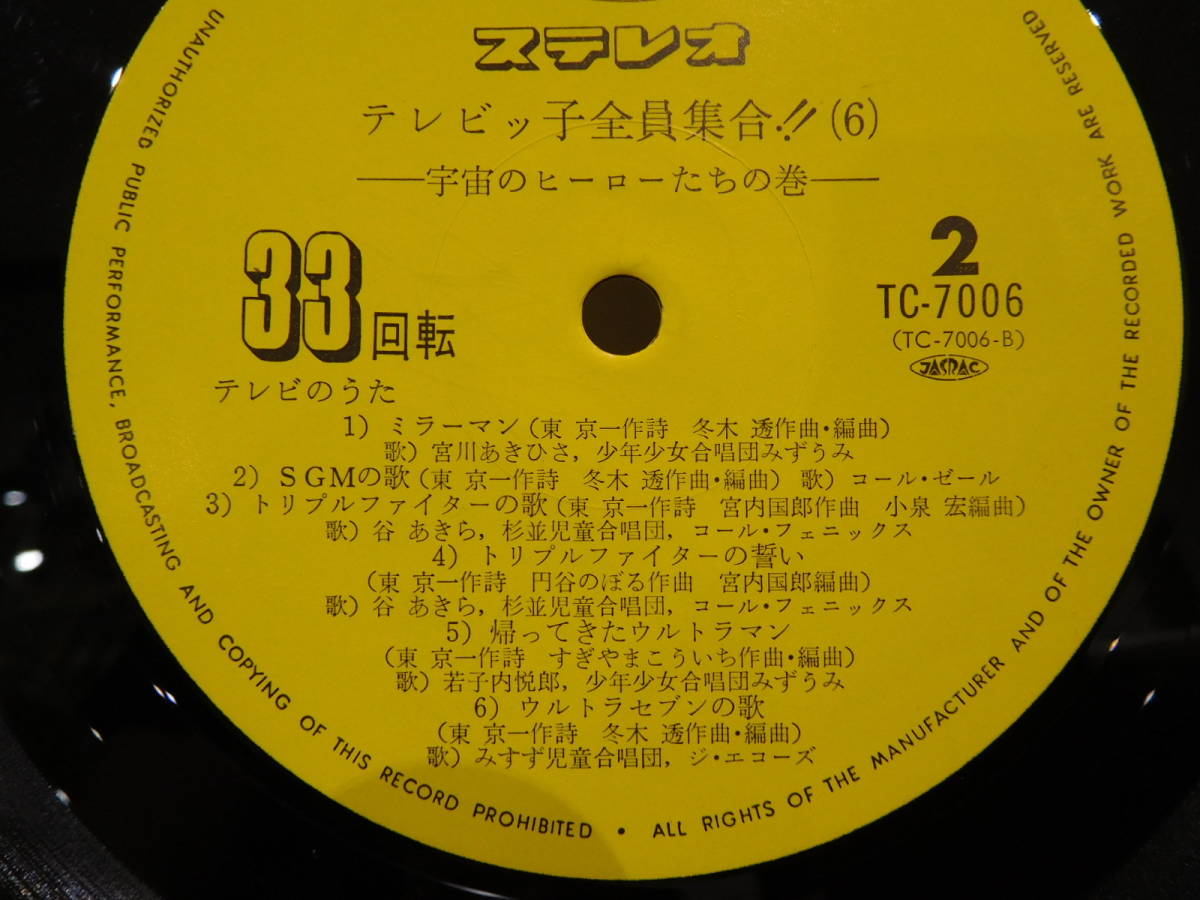 ステレオ
テレビッ子全員集合!!(6)
——宇宙のヒーローたちの巻——
33回転
2
TC-7006
(TC-7006-B)
JASRAC
テレビのうた
1) ミラーマン(東 京一作詩 冬木 透作曲・編曲)
歌) 宮川あきひさ, 少年少女合唱団みずうみ
2) SGMの歌(東 京一作詩 冬木 透作曲・編曲) 歌) コール・ゼール
3) トリプルファイターの歌(東 京一作詩 宮内国郎作曲 小泉 宏編曲)
歌) 谷 あきら, 杉並児童合唱団, コール・フェニックス
4) トリプルファイターの誓い
(東 京一作詩 円谷のぼる作曲 宮内国郎編曲)
歌) 谷 あきら, 杉並児童合唱団, コール・フェニックス
5) 帰ってきたウルトラマン
(東 京一作詩 すぎやまこういち作曲・編曲)
歌) 若子内悦郎, 少年少女合唱団みずうみ
6) ウルトラセブンの歌
(東 京一作詩 冬木 透作曲・編曲)
歌) みすず児童合唱団, ジ・エコーズ
UNAUTHORIZED PUBLIC PERFORMANCE, BROADCASTING AND COPYING OF THIS RECORD PROHIBITED • ALL RIGHTS OF THE MANUFACTURER AND OF THE OWNER OF THE RECORDED WORK ARE RESERVED